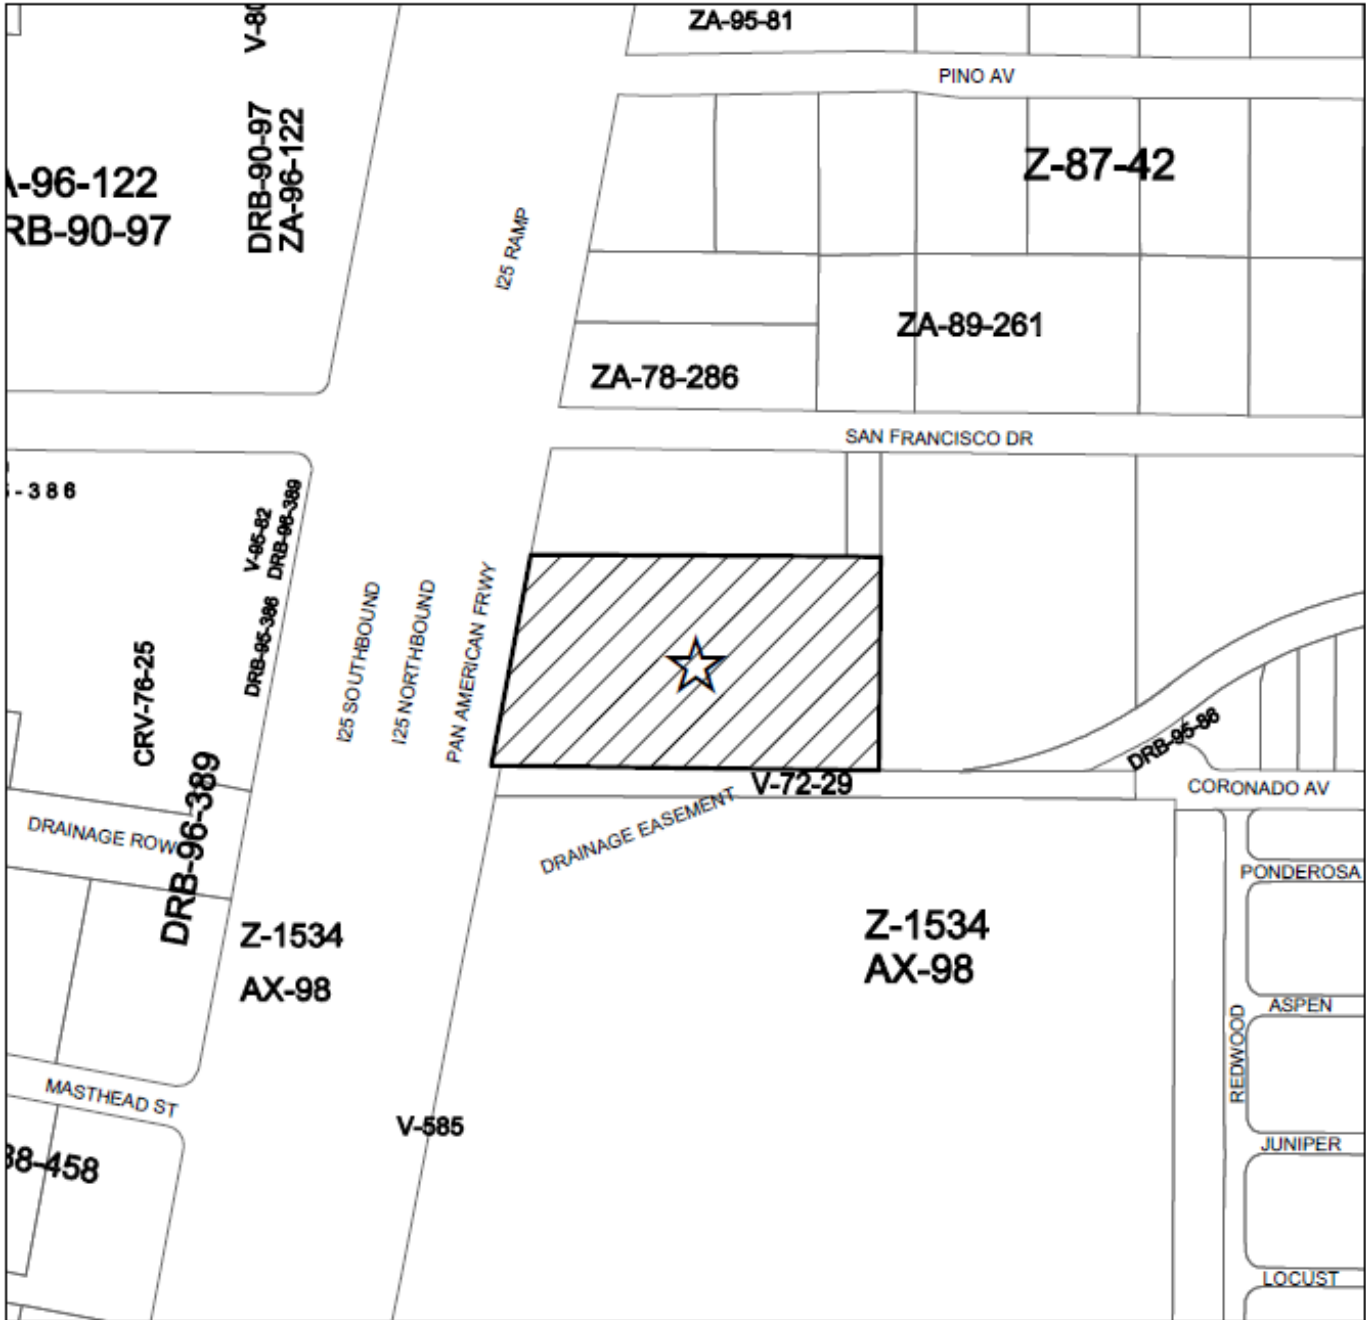 ZA-95-81
V-80
PINO AV
DRB-90-97
ZA-96-122
A-96-122
RB-90-97
Z-87-42
I25 RAMP
ZA-89-261
ZA-78-286
SAN FRANCISCO DR
-386
V-95-82
DRB-96-389
DRB-95-386
CRV-76-25
I25 SOUTHBOUND
I25 NORTHBOUND
PAN AMERICAN FRWY
DRB-95-86
V-72-29
CORONADO AV
DRAINAGE EASEMENT
DRAINAGE ROW
DRB-96-389
PONDEROSA
Z-1534
AX-98
Z-1534
AX-98
ASPEN
REDWOOD
MASTHEAD ST
V-585
JUNIPER
88-458
LOCUST